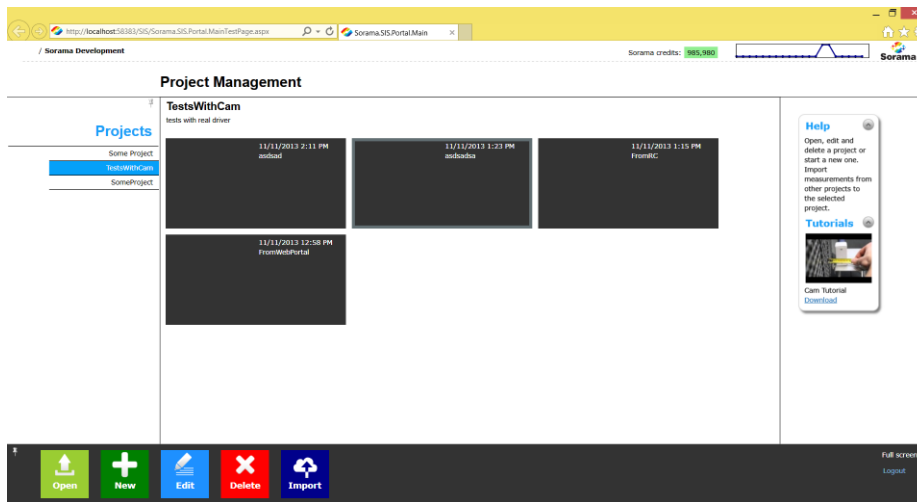 http://localhost:58383/SIS/Sorama.SIS.Portal.MainTestPage.aspx
Sorama.SIS.Portal.Main
/ Sorama Development
Sorama credits: 985,980
Sorama
Project Management
Projects
Some Project
TestsWithCam
SomeProject
TestsWithCam
tests with real driver
11/11/2013 2:11 PM
asdsad
11/11/2013 1:23 PM
asdsadsa
11/11/2013 1:15 PM
FromRC
11/11/2013 12:58 PM
FromWebPortal
Help
Open, edit and
delete a project or
start a new one.
Import
measurements from
other projects to
the selected
project.
Tutorials
Cam Tutorial
Download
Open
New
Edit
Delete
Import
Full screen
Logout